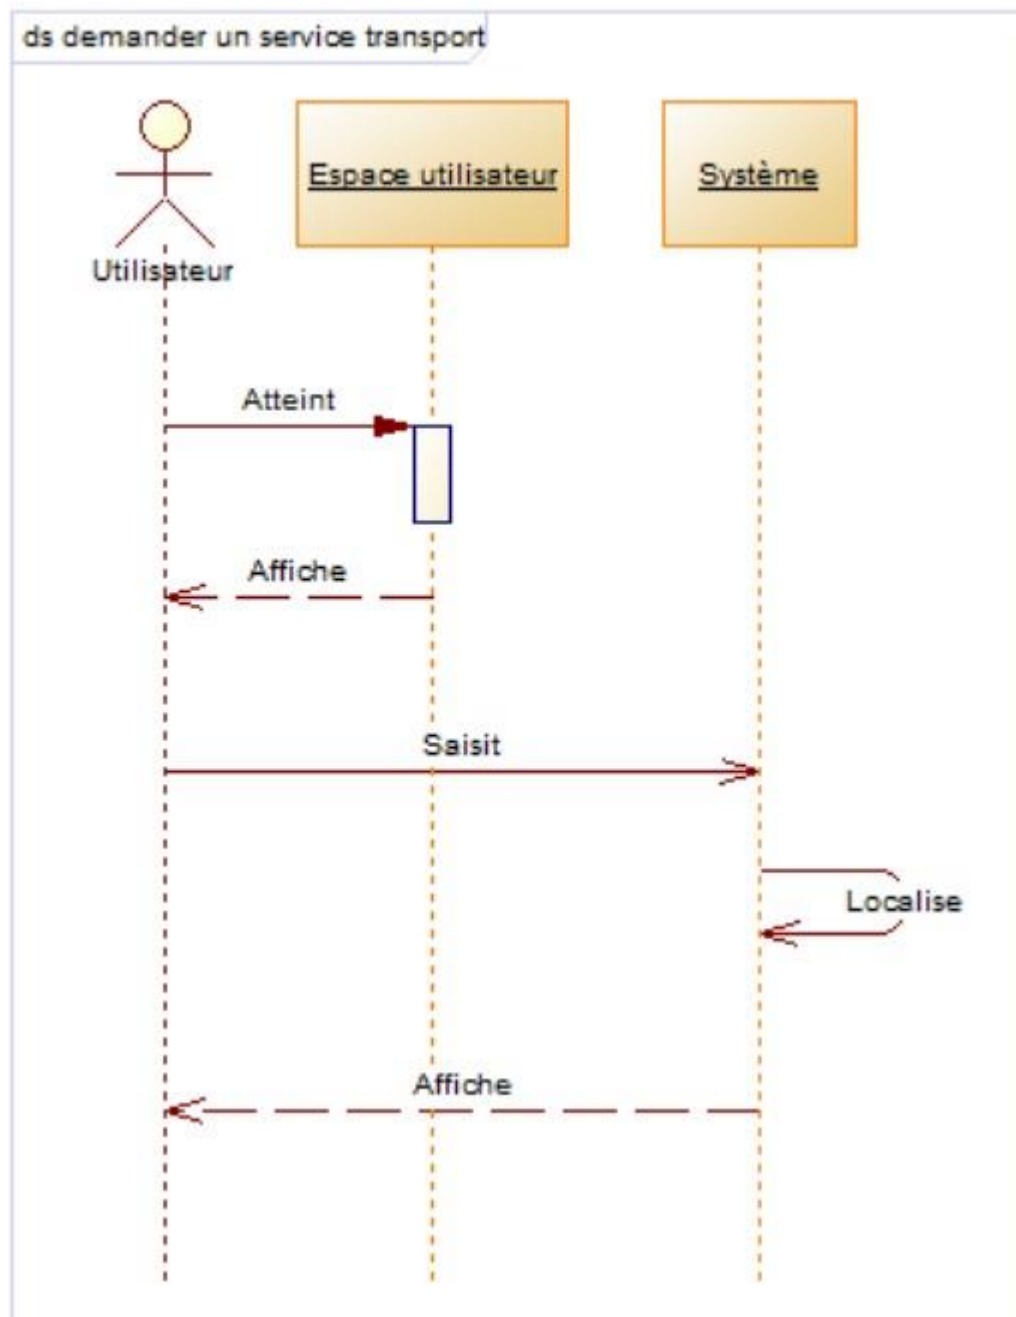 ds demander un service transport
Espace utilisateur
Système
Utilisateur
Atteint
Affiche
Saisit
Localise
Affiche